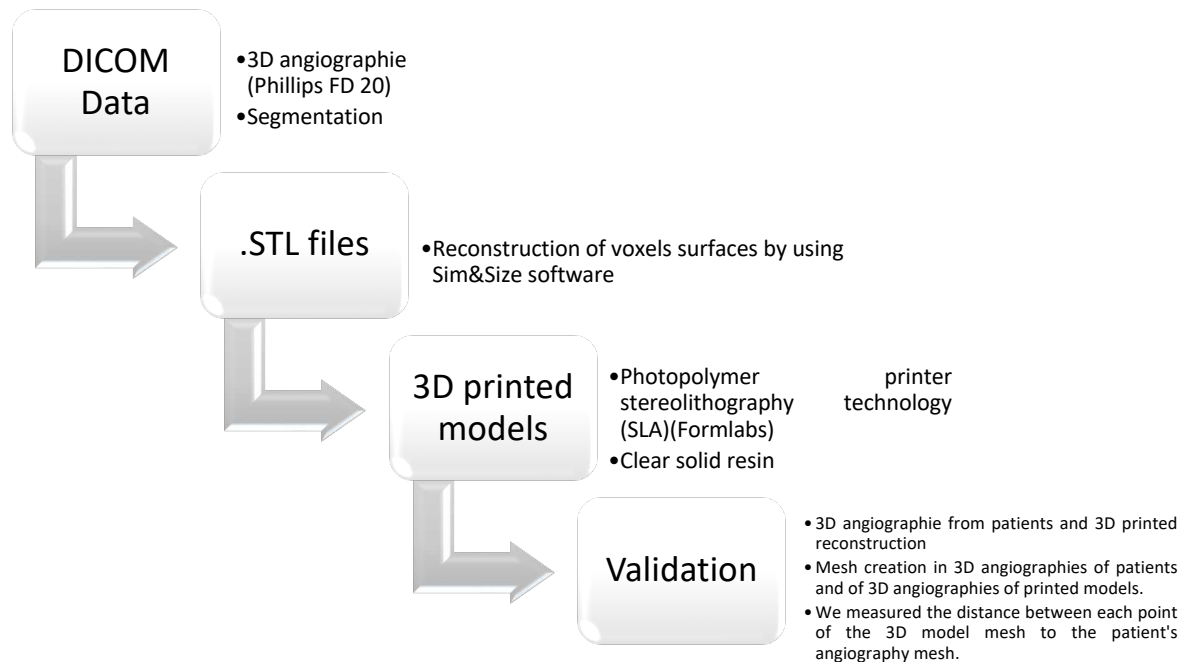 DICOM
Data
•3D angiographie
(Phillips FD 20)
•Segmentation
.STL files
•Reconstruction of voxels surfaces by using
Sim&Size software
3D printed
models
•Photopolymer printer
stereolithography technology
(SLA)(Formlabs)
•Clear solid resin
Validation
•3D angiographie from patients and 3D printed
reconstruction
•Mesh creation in 3D angiographies of patients
and of 3D angiographies of printed models.
•We measured the distance between each point
of the 3D model mesh to the patient's
angiography mesh.